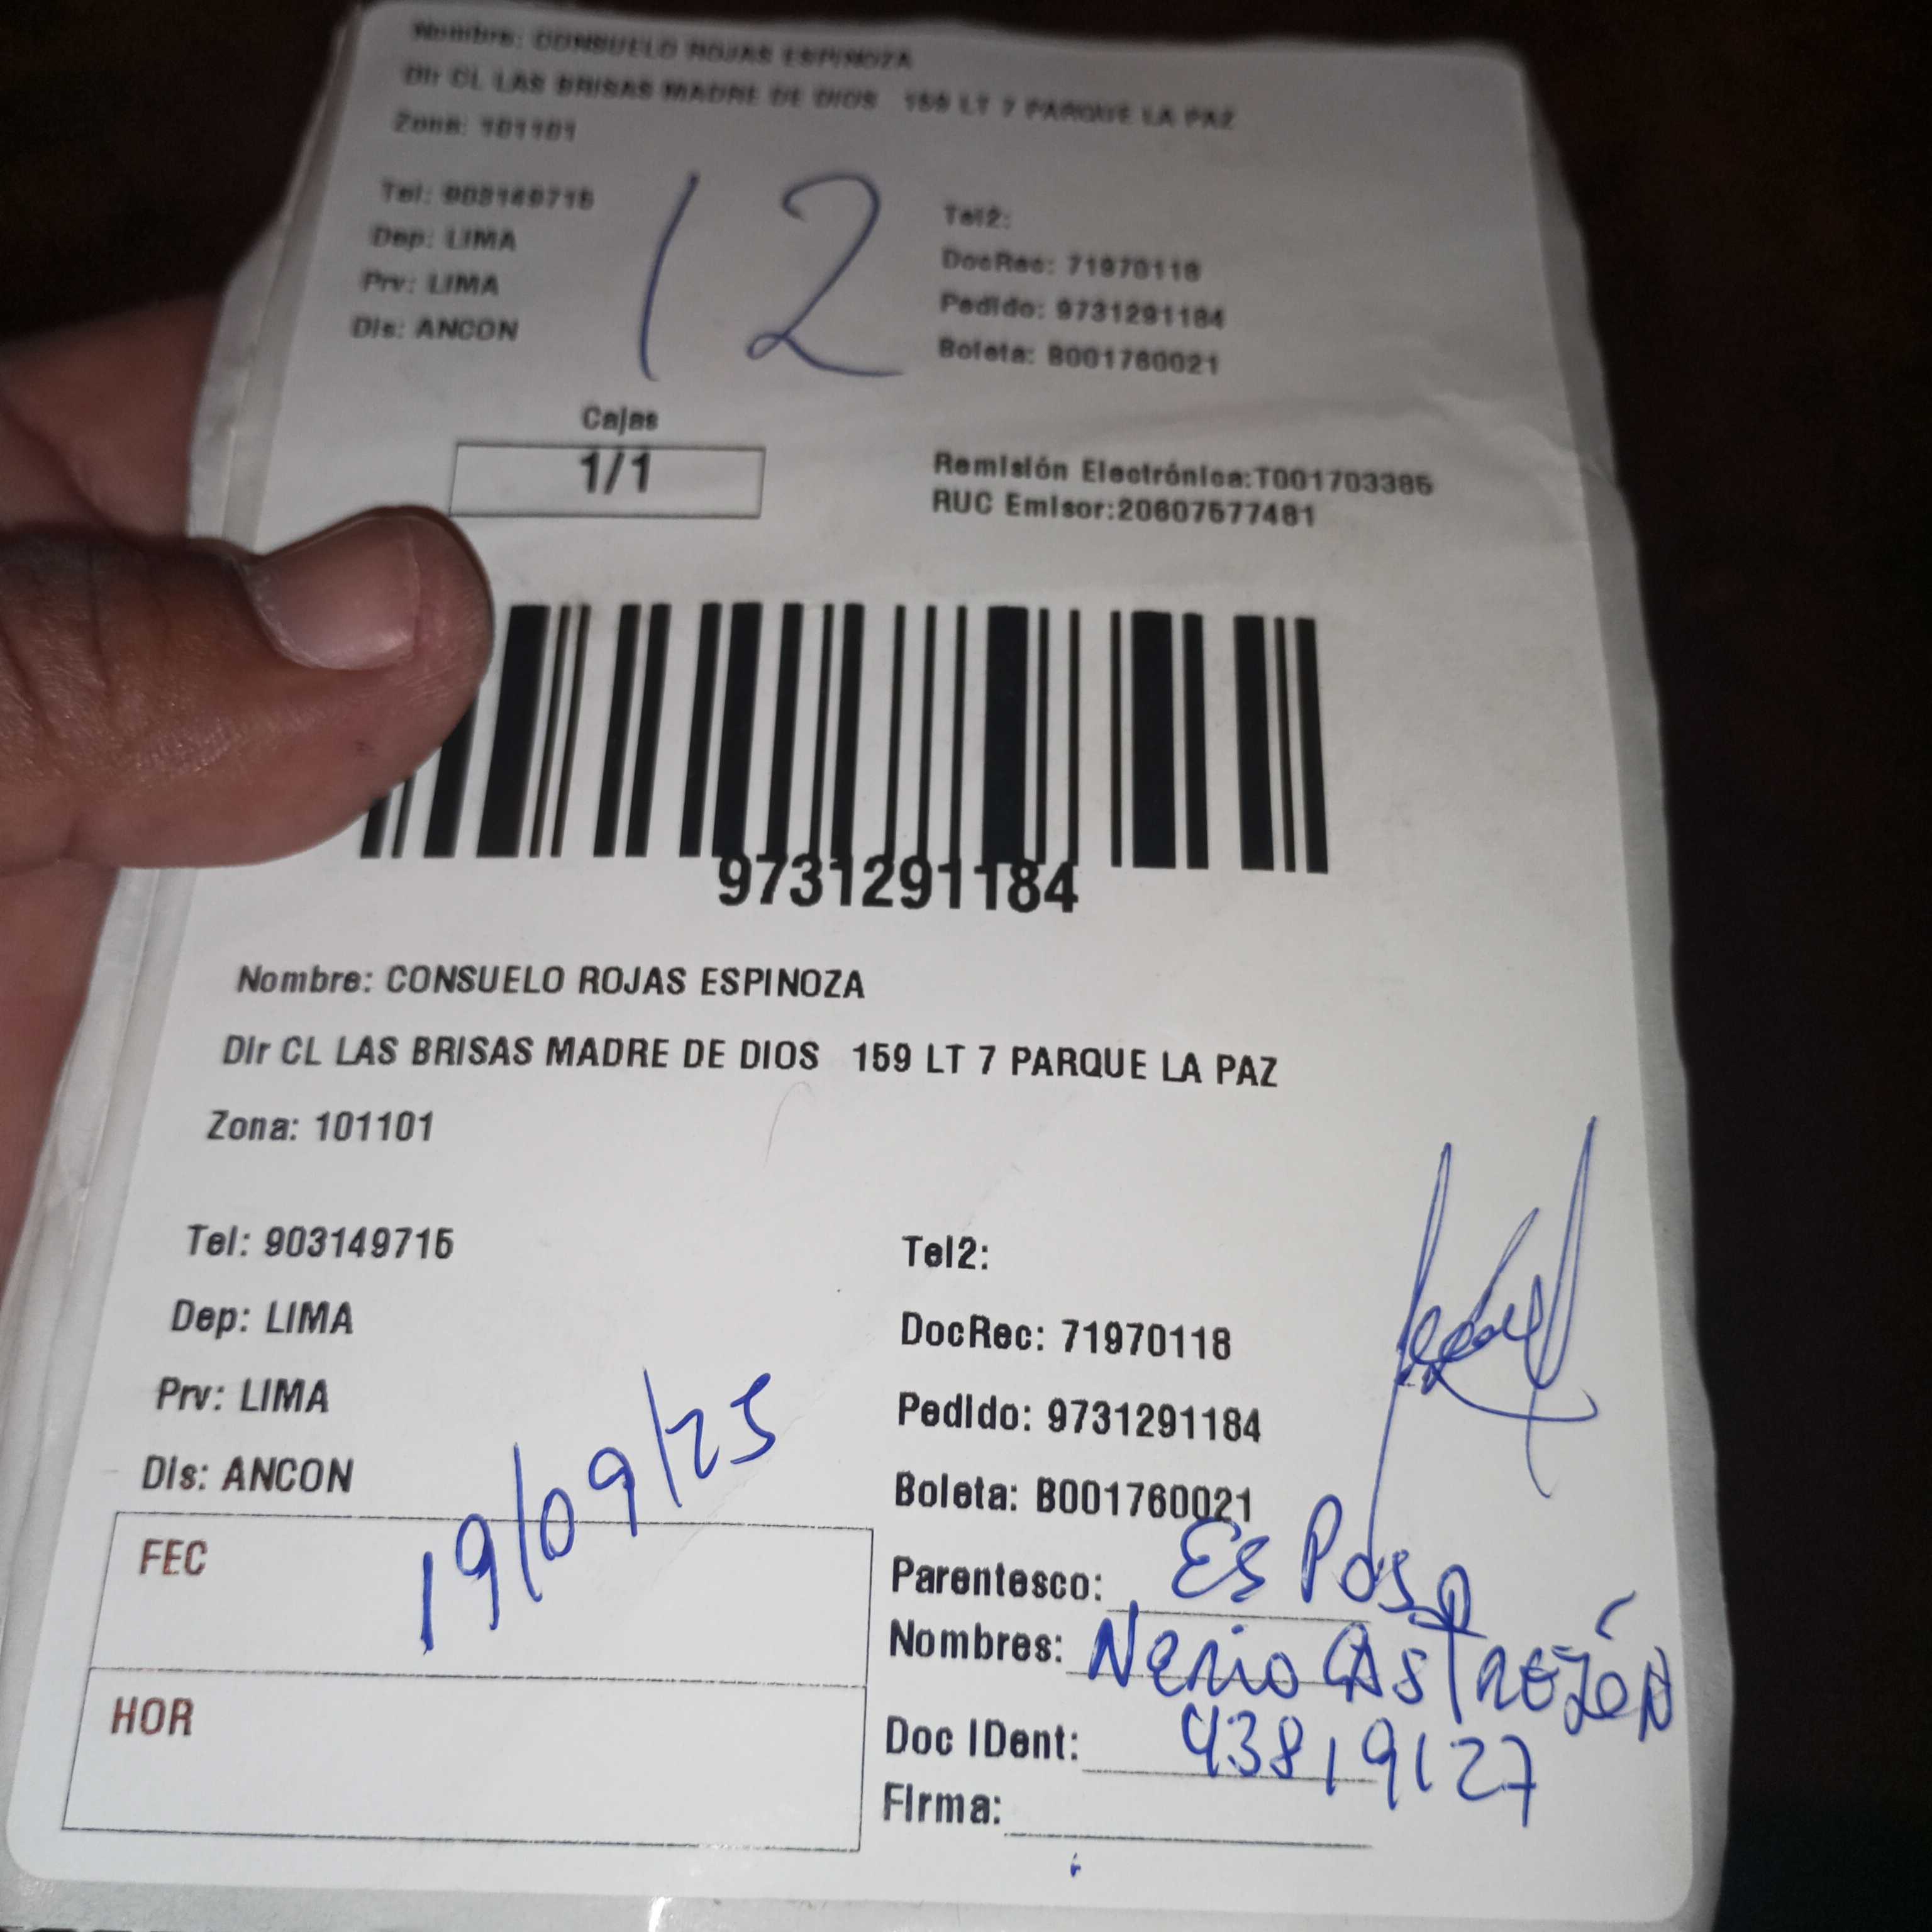 Nombre: CONSUELO ROJAS ESPINOZA
Dir CL LAS BRISAS MADRE DE DIOS 159 LT 7 PARQUE LA PAZ
Zona: 101101
12
Tel: 903149715
Tel2:
Dep: LIMA
DocRec: 71970118
Prv: LIMA
Pedido: 9731291184
Dis: ANCON
Boleta: B001760021
Cajas
1/1
Remisión Electrónica:T001703385
RUC Emisor:20607577481
9731291184
Nombre: CONSUELO ROJAS ESPINOZA
Dir CL LAS BRISAS MADRE DE DIOS 159 LT 7 PARQUE LA PAZ
Zona: 101101
Tel: 903149715
Tel2:
Dep: LIMA
DocRec: 71970118
Prv: LIMA
Pedido: 9731291184
Dis: ANCON
Boleta: B001760021
FEC 19/09/25
Parentesco: Esposo
Nombres: Nerio CASTREJÓN
HOR
Doc IDent: 43819127
Firma: